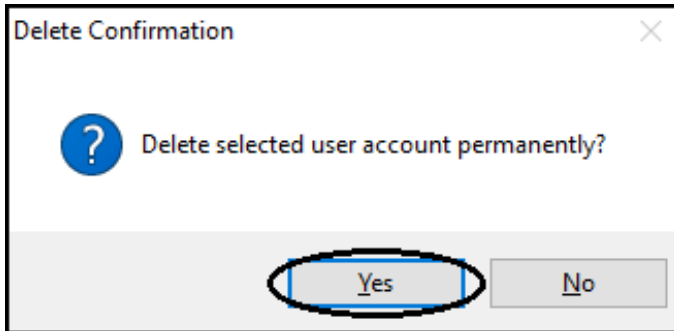 Delete Confirmation
Delete selected user account permanently?
Yes No